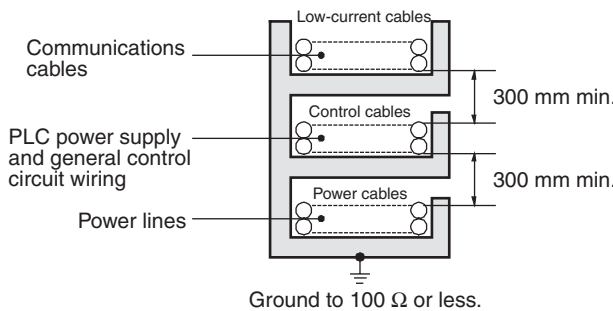 Low-current cables
Communications
cables
300 mm min.
Control cables
PLC power supply
and general control
circuit wiring
300 mm min.
Power cables
Power lines
Ground to 100 Ω or less.